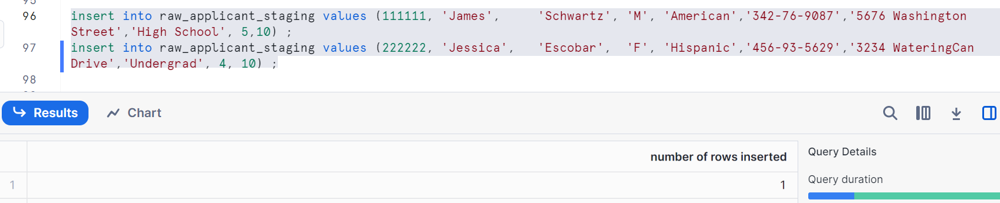 95
96 insert into raw_applicant_staging values (111111, 'James', 'Schwartz', 'M', 'American','342-76-9087','5676 Washington
Street','High School', 5,10) ;
97 insert into raw_applicant_staging values (222222, 'Jessica', 'Escobar', 'F', 'Hispanic','456-93-5629','3234 WateringCan
Drive','Undergrad', 4, 10) ;
98
Results Chart
number of rows inserted
Query Details
Query duration
1 1